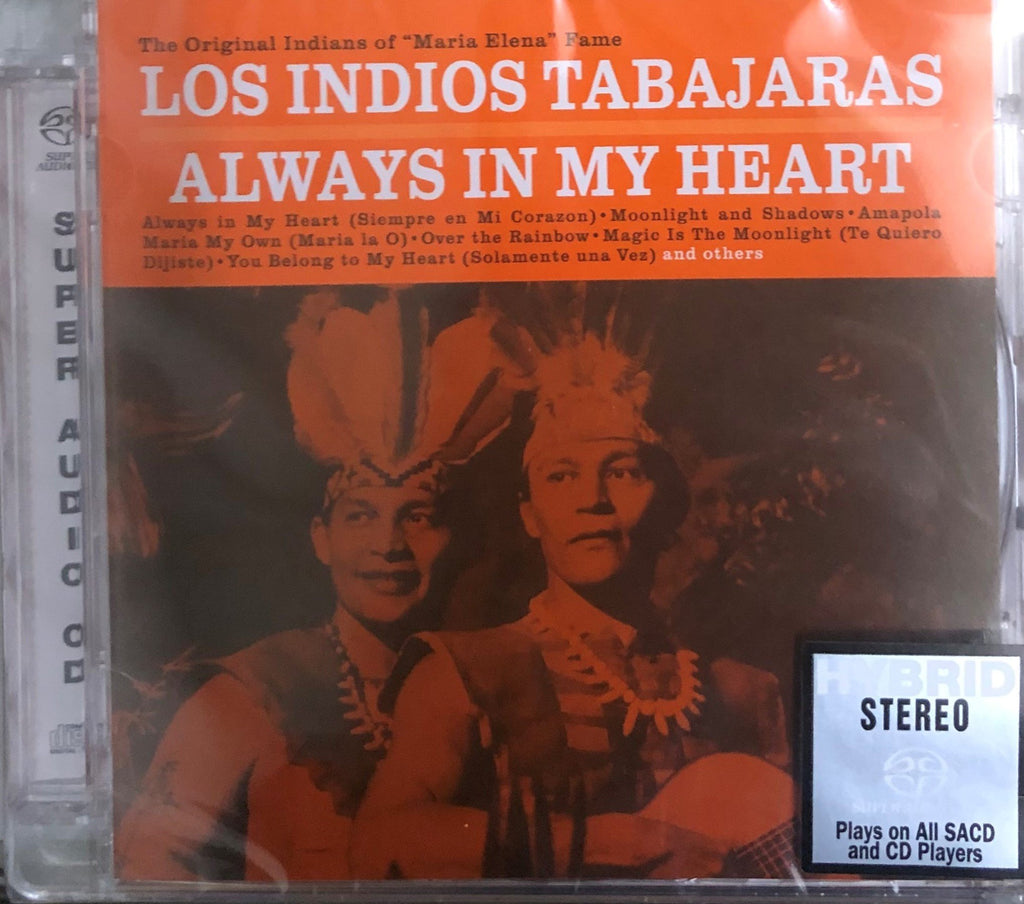 The Original Indians of "Maria Elena" Fame
LOS INDIOS TABAJARAS
ALWAYS IN MY HEART
Always in My Heart (Siempre en Mi Corazon) • Moonlight and Shadows • Amapola
Maria My Own (Maria la O) • Over the Rainbow • Magic Is The Moonlight (Te Quiero
Dijiste) • You Belong to My Heart (Solamente una Vez) and others
SUPER AUDIO CD
HYBRID
STEREO
Plays on All SACD
and CD Players